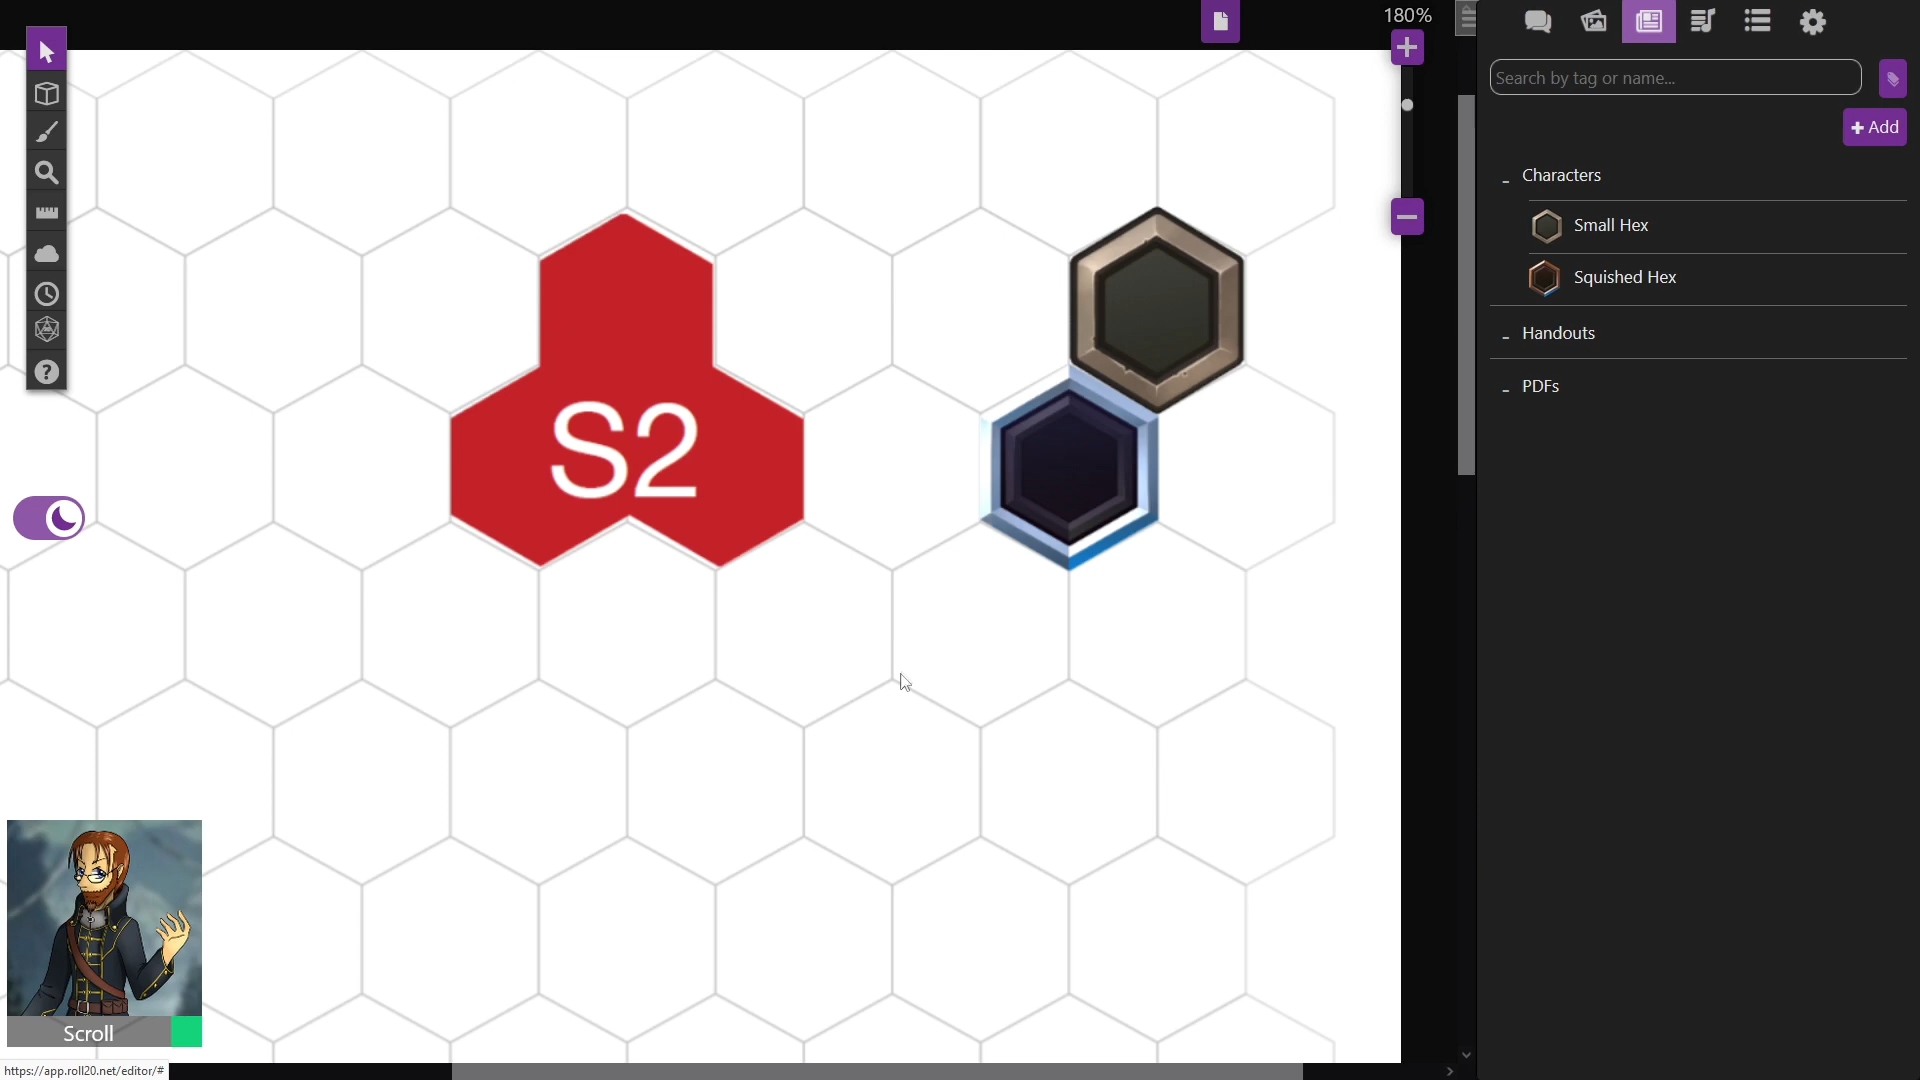 180%
Search by tag or name...
Add
Characters
Small Hex
Squished Hex
Handouts
PDFs
S2
Scroll
https://app.roll20.net/editor/#